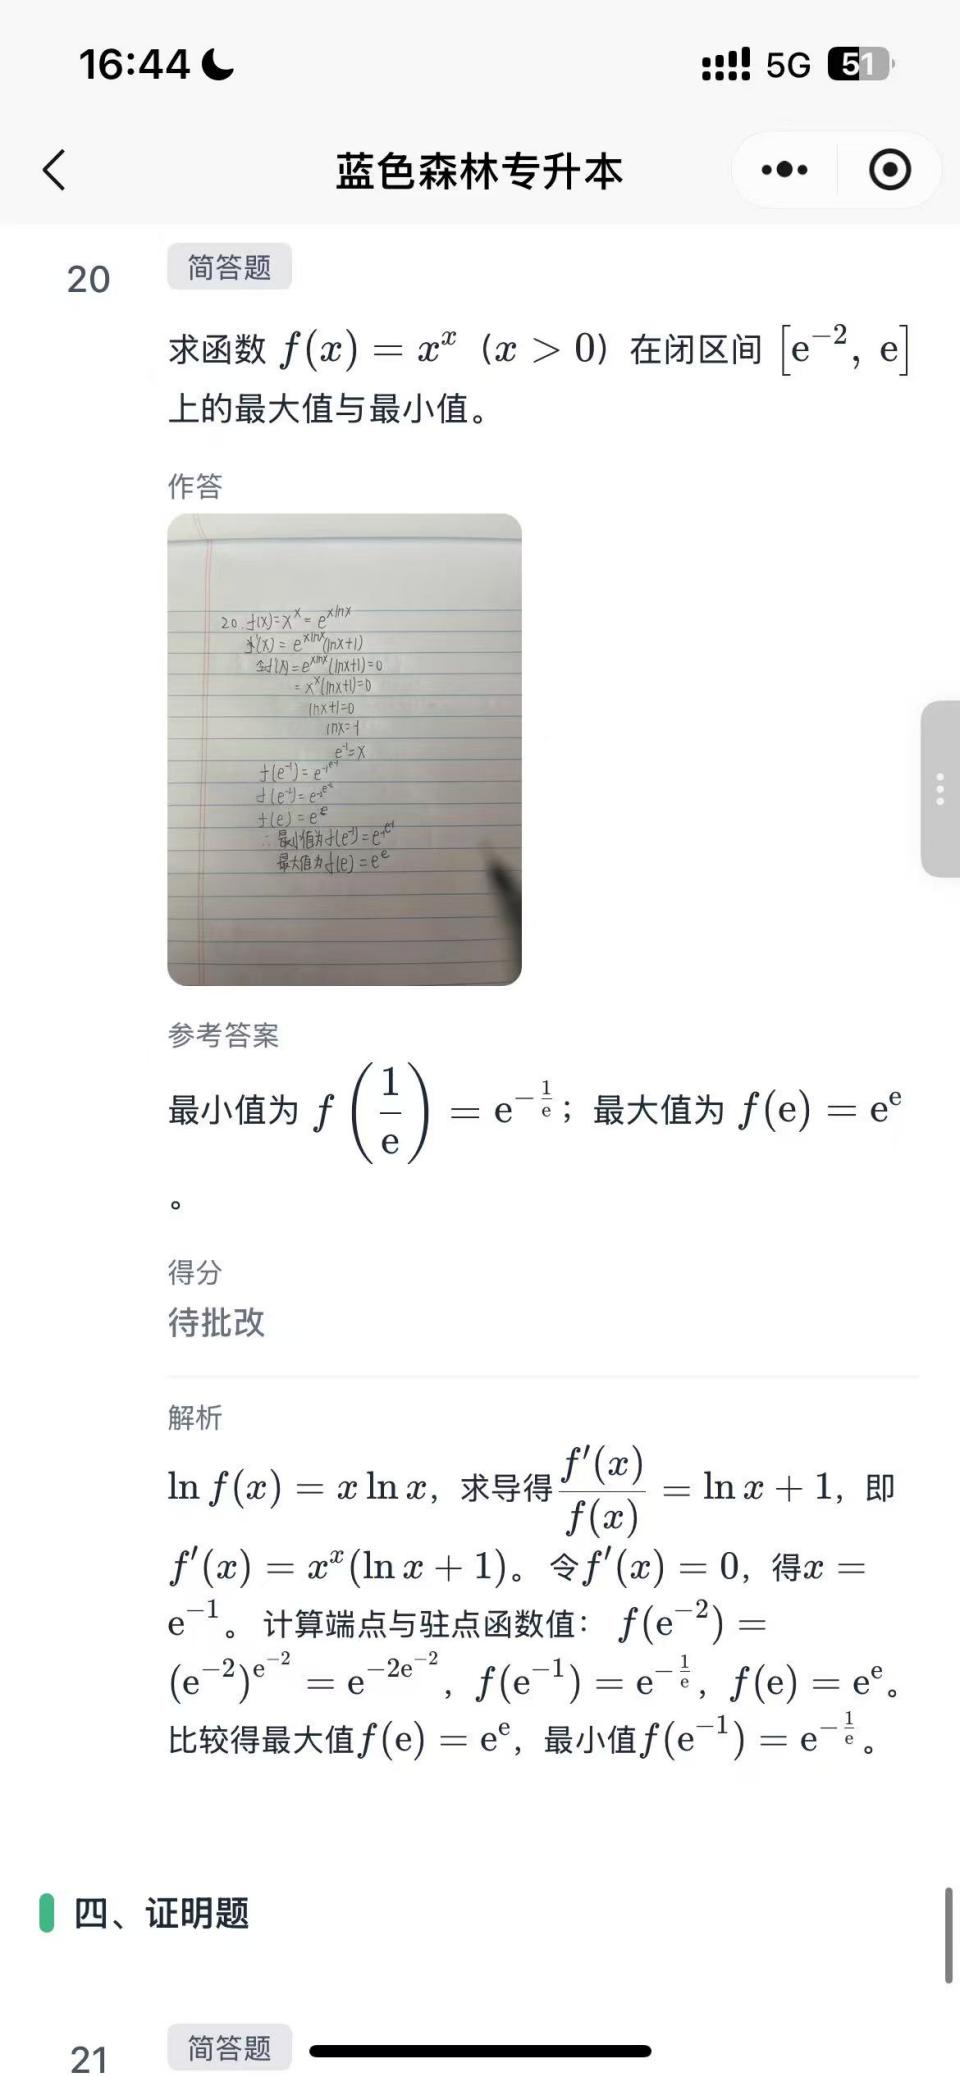 16:44
5G 51
蓝色森林专升本
20 简答题
求函数 f(x) = x^x (x > 0) 在闭区间 [e^{-2}, e]
上的最大值与最小值。
作答
20. f(x)=x^x = e^{xlnx}
f'(x) = e^{xlnx}(lnx+1)
令f'(x)=e^{xlnx}(lnx+1)=0
= x^x(lnx+1)=0
lnx+1=0
lnx=-1
e^{-1}=x
f(e^{-1})=
f(e)=e^e
∴最小值为f(e^{-1})=
最大值为f(e)=e^e
参考答案
最小值为 f(1/e) = e^{-1/e}; 最大值为 f(e) = e^e
。
得分
待批改
解析
ln f(x) = x ln x, 求导得 f'(x)/f(x) = ln x + 1, 即
f'(x) = x^x(ln x + 1)。 令f'(x) = 0, 得x =
e^{-1}。 计算端点与驻点函数值: f(e^{-2}) =
(e^{-2})^{e^{-2}} = e^{-2e^{-2}}, f(e^{-1}) = e^{-1/e}, f(e) = e^e。
比较得最大值f(e) = e^e, 最小值f(e^{-1}) = e^{-1/e}。
四、证明题
21 简答题